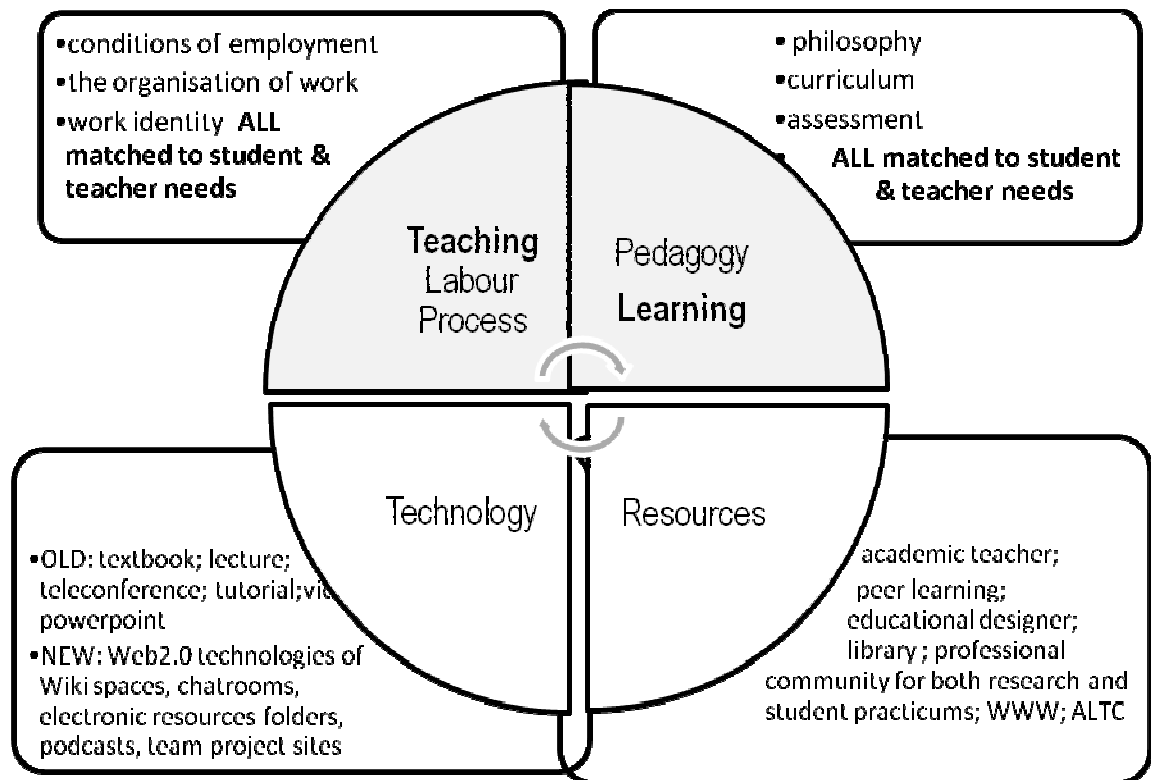 •conditions of employment
•the organisation of work
•work identity ALL
matched to student &
teacher needs
• philosophy
•curriculum
•assessment
• ALL matched to student
& teacher needs
Teaching
Labour
Process
Pedagogy
Learning
Technology
Resources
•OLD: textbook; lecture;
teleconference; tutorial;
powerpoint
•NEW: Web2.0 technologies of
Wiki spaces, chatrooms,
electronic resources folders,
podcasts, team project sites
academic teacher;
peer learning;
educational designer;
library ; professional
community for both research and
student practicums; WWW; ALTC